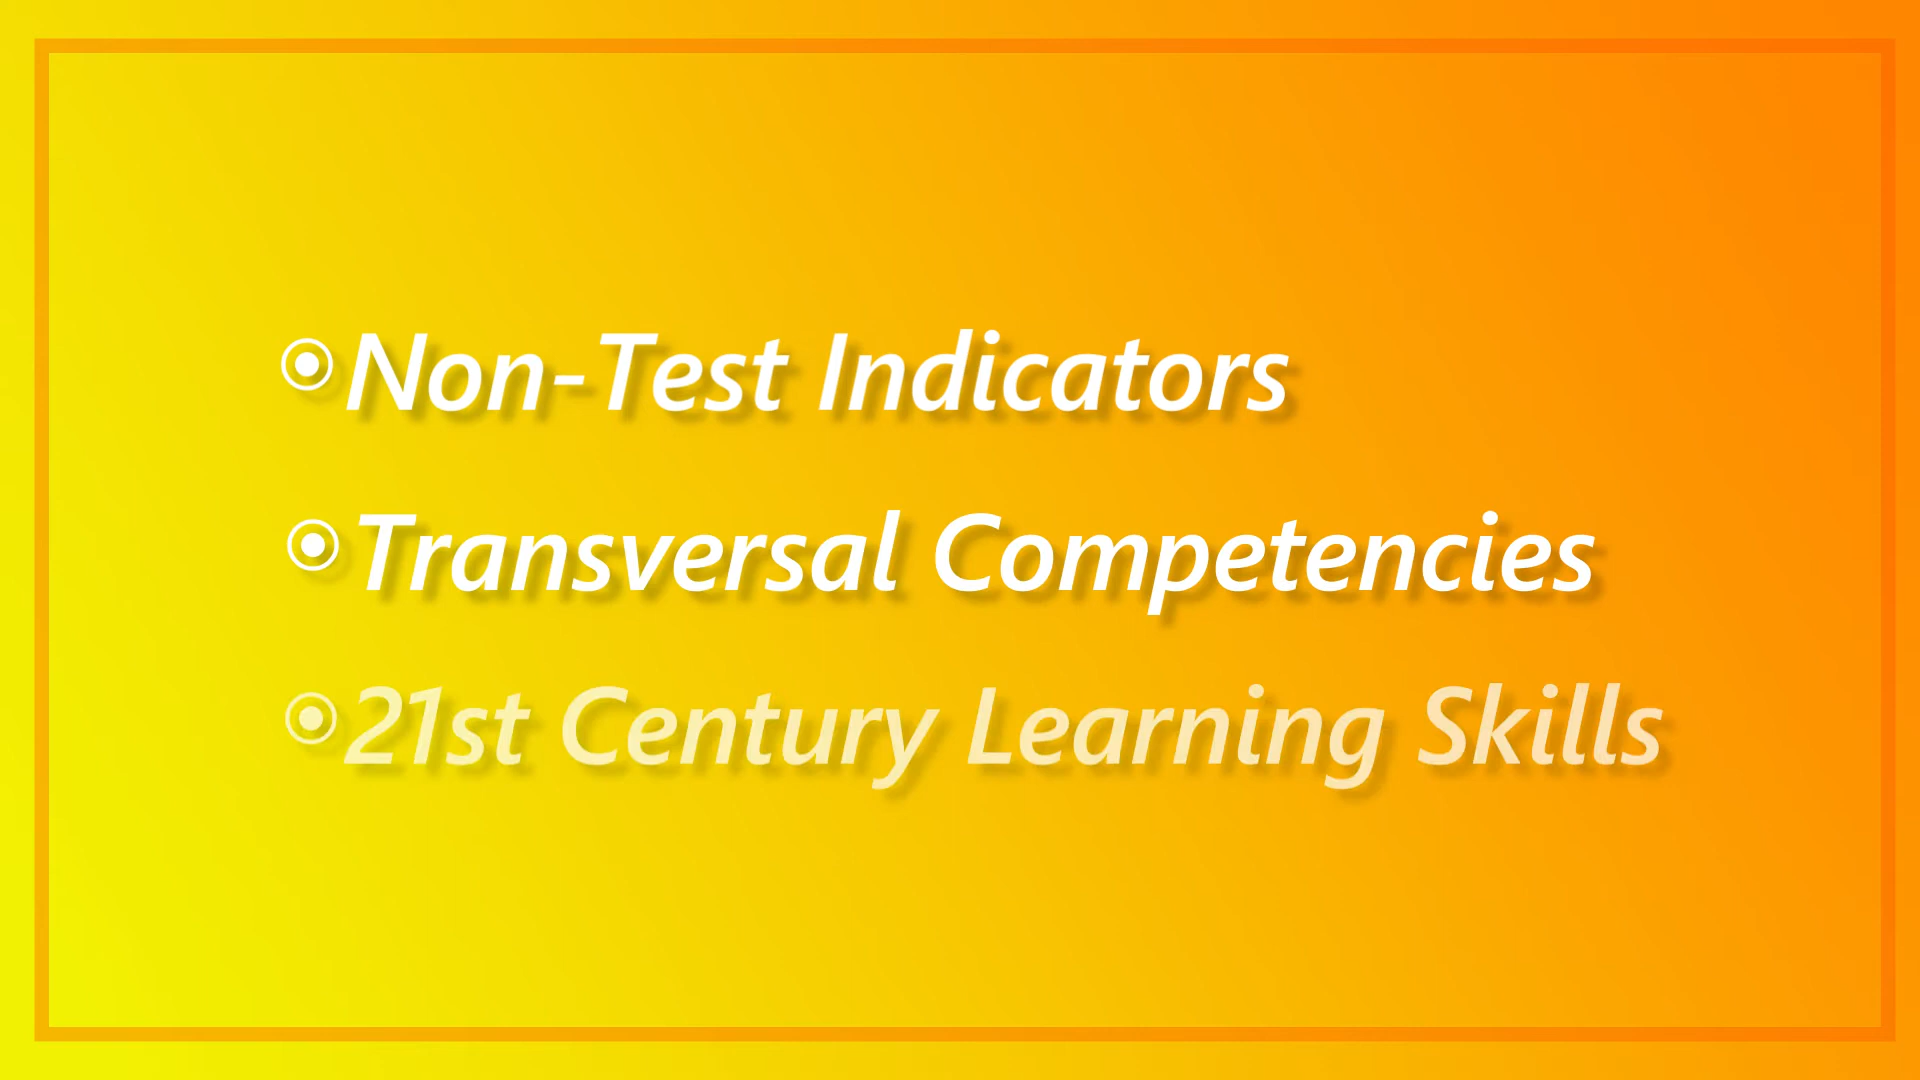 ◉Non-Test Indicators
◉Transversal Competencies
◉21st Century Learning Skills